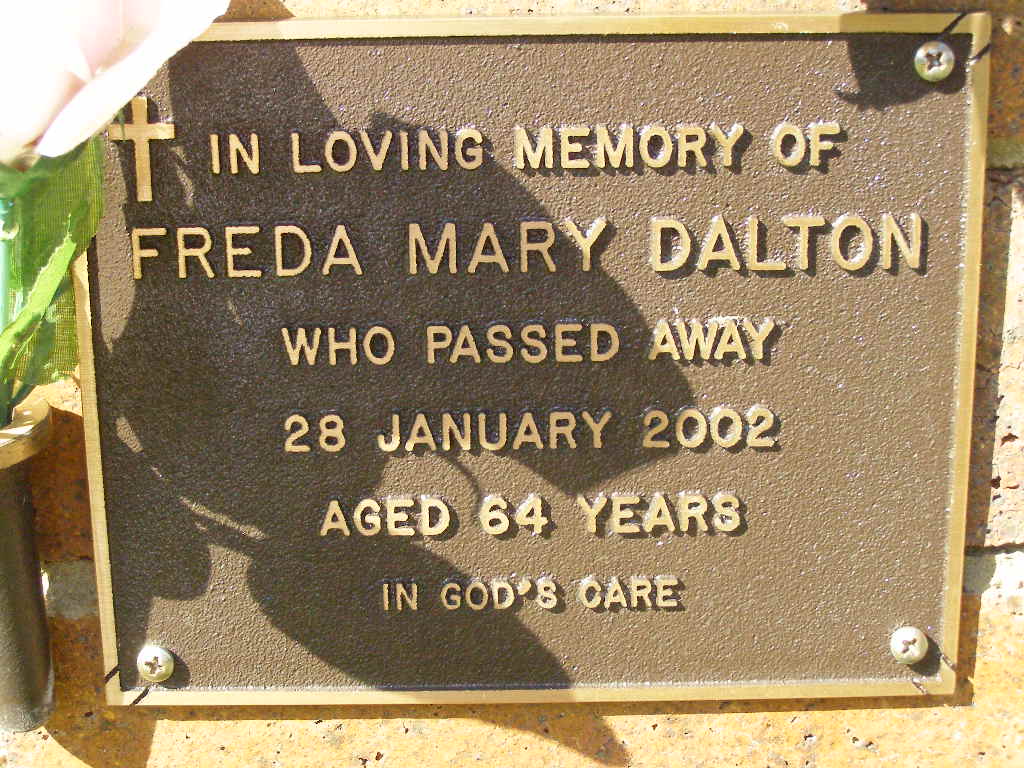 IN LOVING MEMORY OF
FREDA MARY DALTON
WHO PASSED AWAY
28 JANUARY 2002
AGED 64 YEARS
IN GOD'S CARE